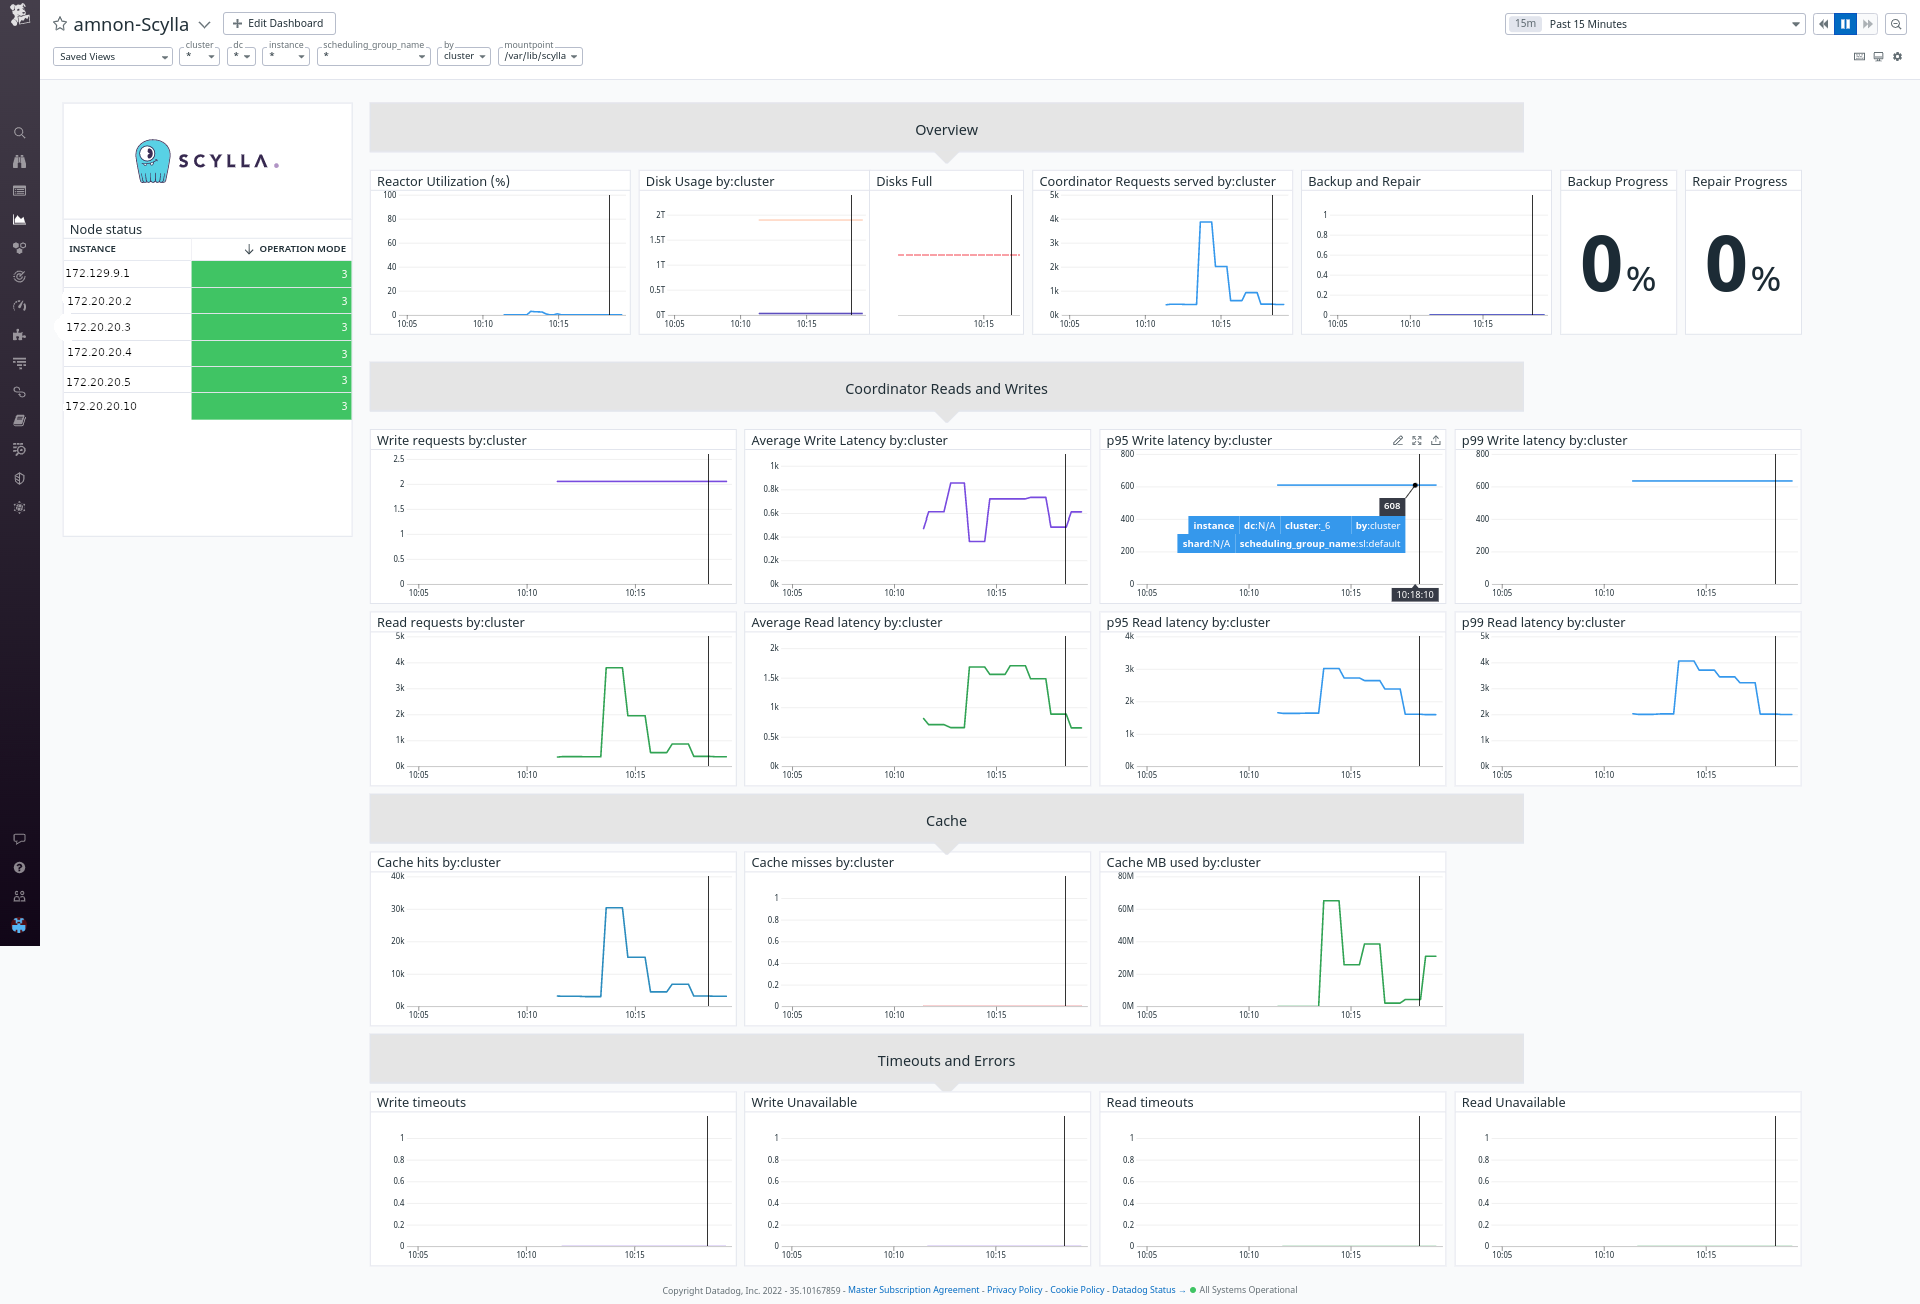 amnon-Scylla
Edit Dashboard
15m Past 15 Minutes
Saved Views
cluster
*
dc
*
instance
*
scheduling_group_name
*
by
cluster
mountpoint
/var/lib/scylla
SCYLLA.
Node status
INSTANCE OPERATION MODE
172.129.9.1 3
172.20.20.2 3
172.20.20.3 3
172.20.20.4 3
172.20.20.5 3
172.20.20.10 3
Overview
Reactor Utilization (%)
100
80
60
40
20
0
10:05 10:10 10:15
Disk Usage by:cluster
2T
1.5T
1T
0.5T
0T
10:05 10:10 10:15
Disks Full
10:15
Coordinator Requests served by:cluster
5k
4k
3k
2k
1k
0k
10:05 10:10 10:15
Backup and Repair
1
0.8
0.6
0.4
0.2
0
10:05 10:10 10:15
Backup Progress
0%
Repair Progress
0%
Coordinator Reads and Writes
Write requests by:cluster
2.5
2
1.5
1
0.5
0
10:05 10:10 10:15
Average Write Latency by:cluster
1k
0.8k
0.6k
0.4k
0.2k
0k
10:05 10:10 10:15
p95 Write latency by:cluster
800
600
400
200
0
608
instance dc:N/A cluster:_6 by:cluster
shard:N/A scheduling_group_name:sl:default
10:05 10:10 10:15 10:18:10
p99 Write latency by:cluster
800
600
400
200
0
10:05 10:10 10:15
Read requests by:cluster
5k
4k
3k
2k
1k
0k
10:05 10:10 10:15
Average Read latency by:cluster
2k
1.5k
1k
0.5k
0k
10:05 10:10 10:15
p95 Read latency by:cluster
4k
3k
2k
1k
0k
10:05 10:10 10:15
p99 Read latency by:cluster
5k
4k
3k
2k
1k
0k
10:05 10:10 10:15
Cache
Cache hits by:cluster
40k
30k
20k
10k
0k
10:05 10:10 10:15
Cache misses by:cluster
1
0.8
0.6
0.4
0.2
0
10:05 10:10 10:15
Cache MB used by:cluster
80M
60M
40M
20M
0M
10:05 10:10 10:15
Timeouts and Errors
Write timeouts
1
0.8
0.6
0.4
0.2
0
10:05 10:10 10:15
Write Unavailable
1
0.8
0.6
0.4
0.2
0
10:05 10:10 10:15
Read timeouts
1
0.8
0.6
0.4
0.2
0
10:05 10:10 10:15
Read Unavailable
1
0.8
0.6
0.4
0.2
0
10:05 10:10 10:15
Copyright Datadog, Inc. 2022 - 35.10167859 - Master Subscription Agreement - Privacy Policy - Cookie Policy - Datadog Status → All Systems Operational